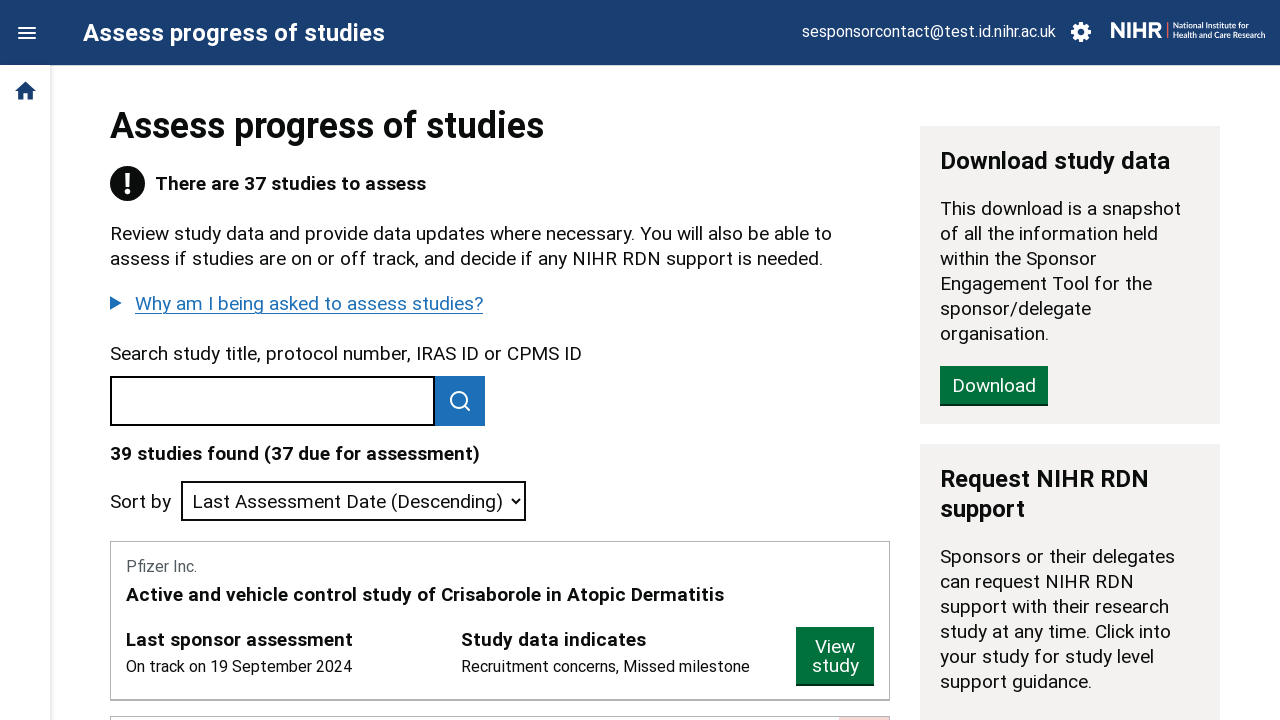 Assess progress of studies
sesponsorcontact@test.id.nihr.ac.uk
NIHR
National Institute for
Health and Care Research
Assess progress of studies
There are 37 studies to assess
Review study data and provide data updates where necessary. You will also be able to
assess if studies are on or off track, and decide if any NIHR RDN support is needed.
Why am I being asked to assess studies?
Search study title, protocol number, IRAS ID or CPMS ID
39 studies found (37 due for assessment)
Sort by
Last Assessment Date (Descending)
Pfizer Inc.
Active and vehicle control study of Crisaborole in Atopic Dermatitis
Last sponsor assessment
On track on 19 September 2024
Study data indicates
Recruitment concerns, Missed milestone
View
study
Download study data
This download is a snapshot
of all the information held
within the Sponsor
Engagement Tool for the
sponsor/delegate
organisation.
Download
Request NIHR RDN
support
Sponsors or their delegates
can request NIHR RDN
support with their research
study at any time. Click into
your study for study level
support guidance.